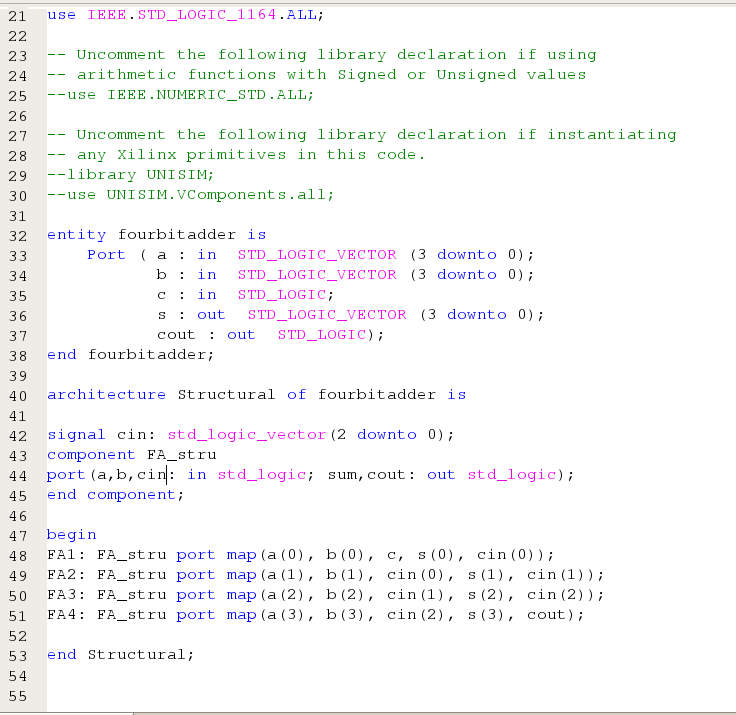 21 use IEEE.STD_LOGIC_1164.ALL;
22
23 -- Uncomment the following library declaration if using
24 -- arithmetic functions with Signed or Unsigned values
25 --use IEEE.NUMERIC_STD.ALL;
26
27 -- Uncomment the following library declaration if instantiating
28 -- any Xilinx primitives in this code.
29 --library UNISIM;
30 --use UNISIM.VComponents.all;
31
32 entity fourbitadder is
33     Port ( a : in  STD_LOGIC_VECTOR (3 downto 0);
34            b : in  STD_LOGIC_VECTOR (3 downto 0);
35            c : in  STD_LOGIC;
36            s : out  STD_LOGIC_VECTOR (3 downto 0);
37            cout : out  STD_LOGIC);
38 end fourbitadder;
39
40 architecture Structural of fourbitadder is
41
42 signal cin: std_logic_vector(2 downto 0);
43 component FA_stru
44 port(a,b,cin: in std_logic; sum,cout: out std_logic);
45 end component;
46
47 begin
48 FA1: FA_stru port map(a(0), b(0), c, s(0), cin(0));
49 FA2: FA_stru port map(a(1), b(1), cin(0), s(1), cin(1));
50 FA3: FA_stru port map(a(2), b(2), cin(1), s(2), cin(2));
51 FA4: FA_stru port map(a(3), b(3), cin(2), s(3), cout);
52
53 end Structural;
54
55